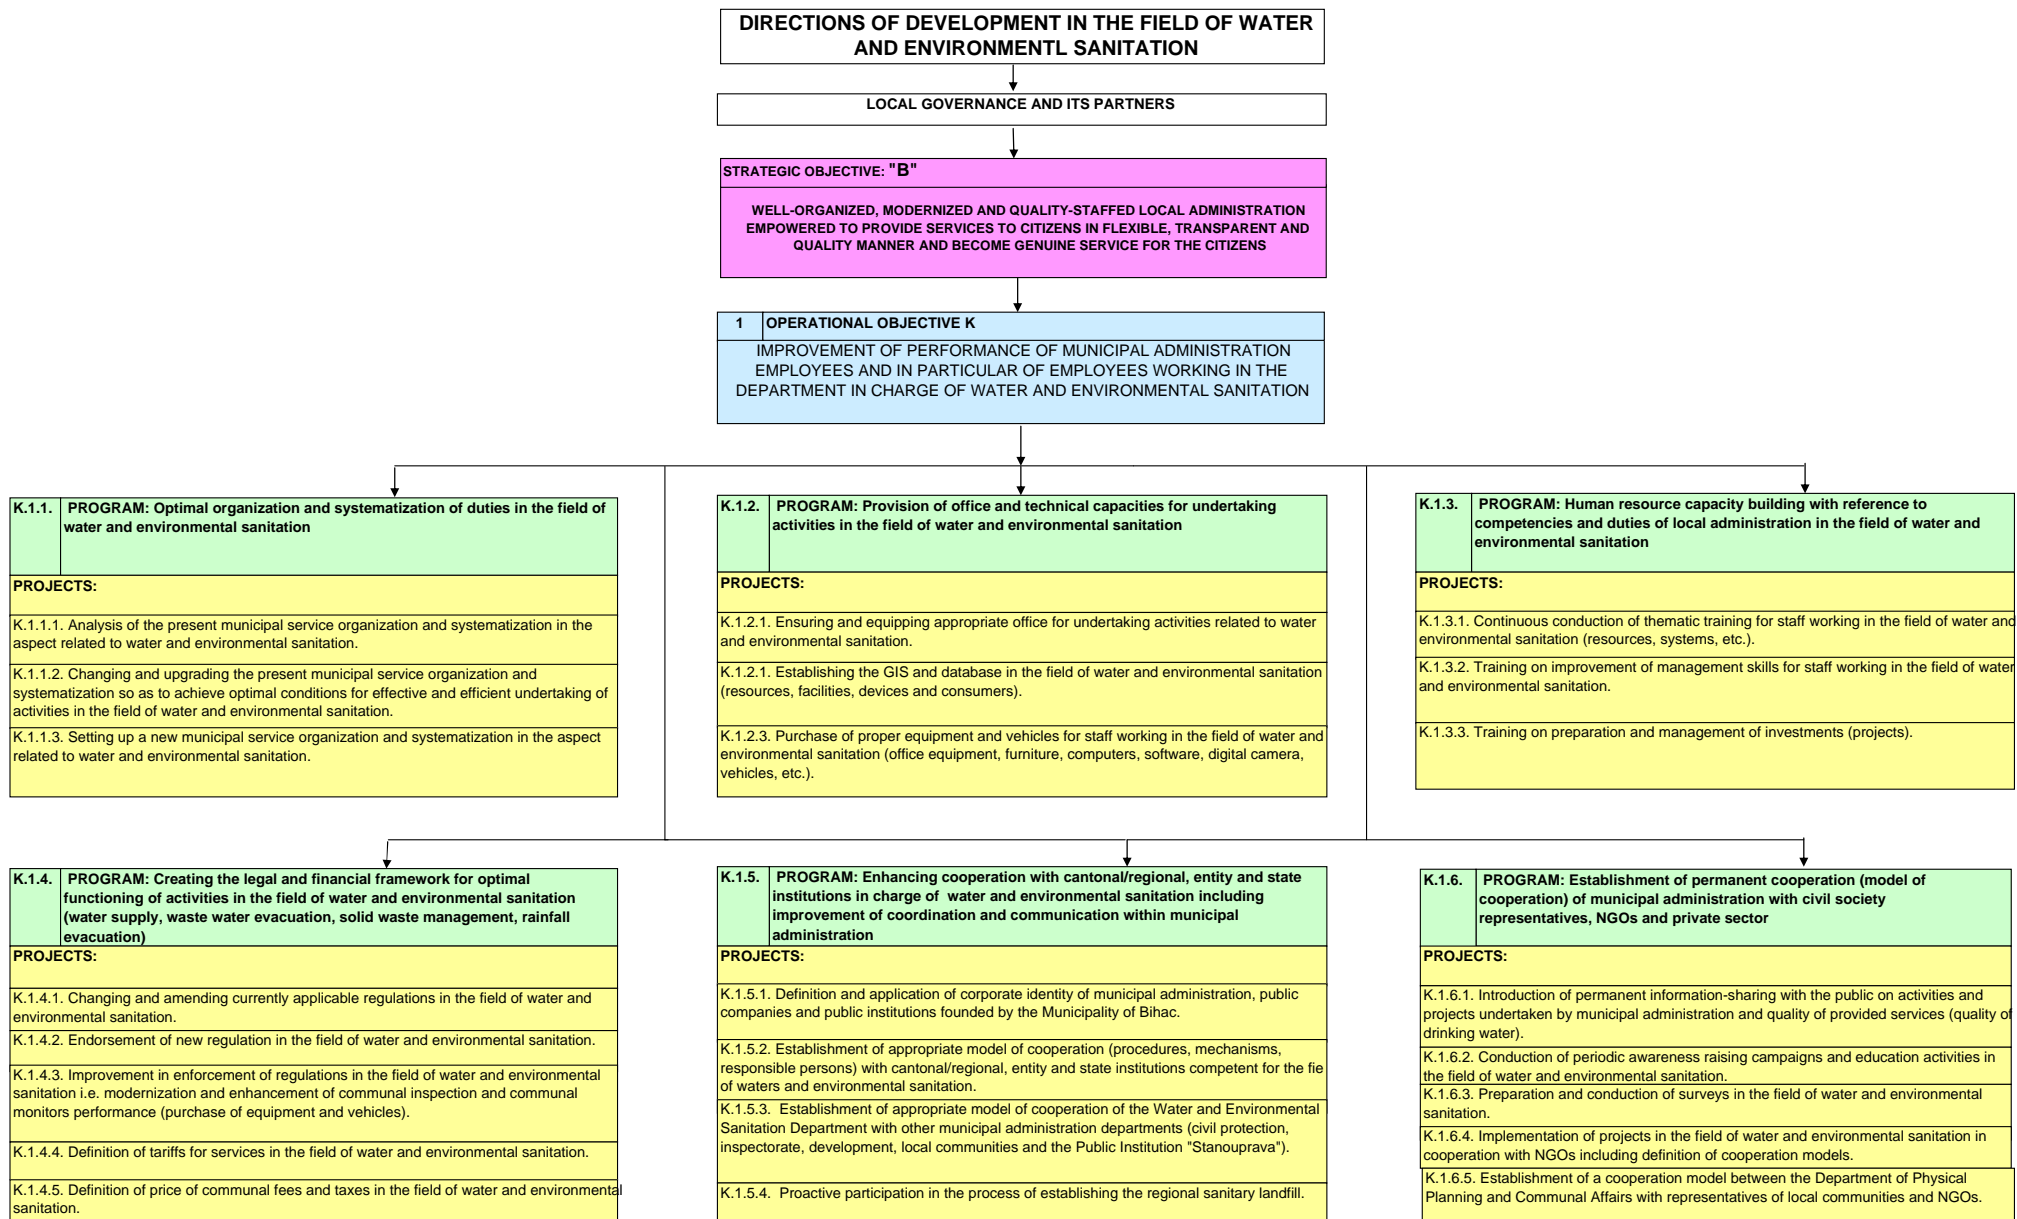 DIRECTIONS OF DEVELOPMENT IN THE FIELD OF WATER
AND ENVIRONMENTL SANITATION
LOCAL GOVERNANCE AND ITS PARTNERS
STRATEGIC OBJECTIVE: "B"
WELL-ORGANIZED, MODERNIZED AND QUALITY-STAFFED LOCAL ADMINISTRATION
EMPOWERED TO PROVIDE SERVICES TO CITIZENS IN FLEXIBLE, TRANSPARENT AND
QUALITY MANNER AND BECOME GENUINE SERVICE FOR THE CITIZENS
1 OPERATIONAL OBJECTIVE K
IMPROVEMENT OF PERFORMANCE OF MUNICIPAL ADMINISTRATION
EMPLOYEES AND IN PARTICULAR OF EMPLOYEES WORKING IN THE
DEPARTMENT IN CHARGE OF WATER AND ENVIRONMENTAL SANITATION
K.1.1. PROGRAM: Optimal organization and systematization of duties in the field of
water and environmental sanitation
PROJECTS:
K.1.1.1. Analysis of the present municipal service organization and systematization in the
aspect related to water and environmental sanitation.
K.1.1.2. Changing and upgrading the present municipal service organization and
systematization so as to achieve optimal conditions for effective and efficient undertaking of
activities in the field of water and environmental sanitation.
K.1.1.3. Setting up a new municipal service organization and systematization in the aspect
related to water and environmental sanitation.
K.1.2. PROGRAM: Provision of office and technical capacities for undertaking
activities in the field of water and environmental sanitation
PROJECTS:
K.1.2.1. Ensuring and equipping appropriate office for undertaking activities related to water
and environmental sanitation.
K.1.2.1. Establishing the GIS and database in the field of water and environmental sanitation
(resources, facilities, devices and consumers).
K.1.2.3. Purchase of proper equipment and vehicles for staff working in the field of water and
environmental sanitation (office equipment, furniture, computers, software, digital camera,
vehicles, etc.).
K.1.3. PROGRAM: Human resource capacity building with reference to
competencies and duties of local administration in the field of water and
environmental sanitation
PROJECTS:
K.1.3.1. Continuous conduction of thematic training for staff working in the field of water and
environmental sanitation (resources, systems, etc.).
K.1.3.2. Training on improvement of management skills for staff working in the field of water
and environmental sanitation.
K.1.3.3. Training on preparation and management of investments (projects).
K.1.4. PROGRAM: Creating the legal and financial framework for optimal
functioning of activities in the field of water and environmental sanitation
(water supply, waste water evacuation, solid waste management, rainfall
evacuation)
PROJECTS:
K.1.4.1. Changing and amending currently applicable regulations in the field of water and
environmental sanitation.
K.1.4.2. Endorsement of new regulation in the field of water and environmental sanitation.
K.1.4.3. Improvement in enforcement of regulations in the field of water and environmental
sanitation i.e. modernization and enhancement of communal inspection and communal
monitors performance (purchase of equipment and vehicles).
K.1.4.4. Definition of tariffs for services in the field of water and environmental sanitation.
K.1.4.5. Definition of price of communal fees and taxes in the field of water and environmental
sanitation.
K.1.5. PROGRAM: Enhancing cooperation with cantonal/regional, entity and state
institutions in charge of water and environmental sanitation including
improvement of coordination and communication within municipal
administration
PROJECTS:
K.1.5.1. Definition and application of corporate identity of municipal administration, public
companies and public institutions founded by the Municipality of Bihac.
K.1.5.2. Establishment of appropriate model of cooperation (procedures, mechanisms,
responsible persons) with cantonal/regional, entity and state institutions competent for the fie
of waters and environmental sanitation.
K.1.5.3. Establishment of appropriate model of cooperation of the Water and Environmental
Sanitation Department with other municipal administration departments (civil protection,
inspectorate, development, local communities and the Public Institution "Stanouprava").
K.1.5.4. Proactive participation in the process of establishing the regional sanitary landfill.
K.1.6. PROGRAM: Establishment of permanent cooperation (model of
cooperation) of municipal administration with civil society
representatives, NGOs and private sector
PROJECTS:
K.1.6.1. Introduction of permanent information-sharing with the public on activities and
projects undertaken by municipal administration and quality of provided services (quality of
drinking water).
K.1.6.2. Conduction of periodic awareness raising campaigns and education activities in
the field of water and environmental sanitation.
K.1.6.3. Preparation and conduction of surveys in the field of water and environmental
sanitation.
K.1.6.4. Implementation of projects in the field of water and environmental sanitation in
cooperation with NGOs including definition of cooperation models.
K.1.6.5. Establishment of a cooperation model between the Department of Physical
Planning and Communal Affairs with representatives of local communities and NGOs.